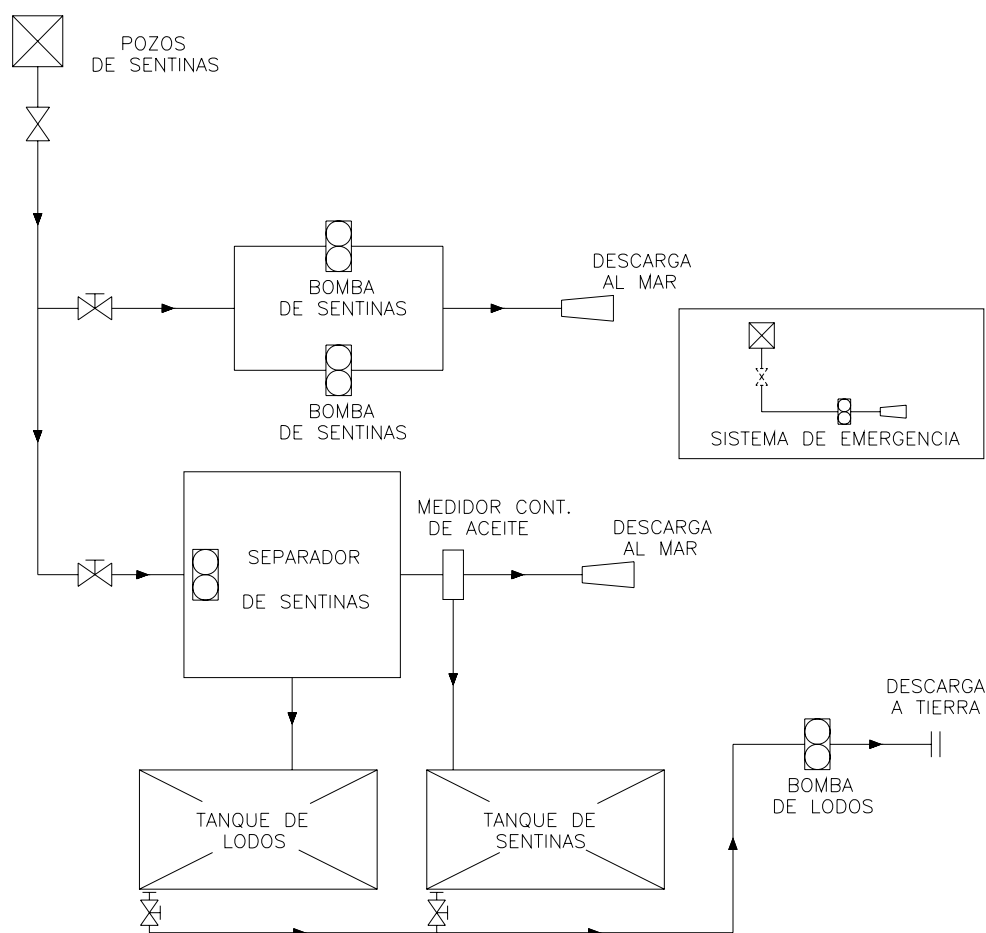 POZOS
DE SENTINAS
DESCARGA
AL MAR
BOMBA
DE SENTINAS
BOMBA
DE SENTINAS
SISTEMA DE EMERGENCIA
MEDIDOR CONT.
DE ACEITE
DESCARGA
AL MAR
SEPARADOR
DE SENTINAS
DESCARGA
A TIERRA
BOMBA
DE LODOS
TANQUE DE
LODOS
TANQUE DE
SENTINAS